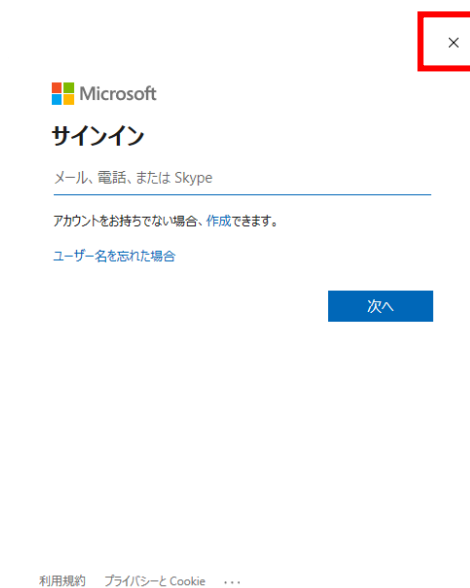 ×
Microsoft
サインイン
メール、電話、または Skype
アカウントをお持ちでない場合、作成できます。
ユーザー名を忘れた場合
次へ
利用規約 プライバシーと Cookie ...